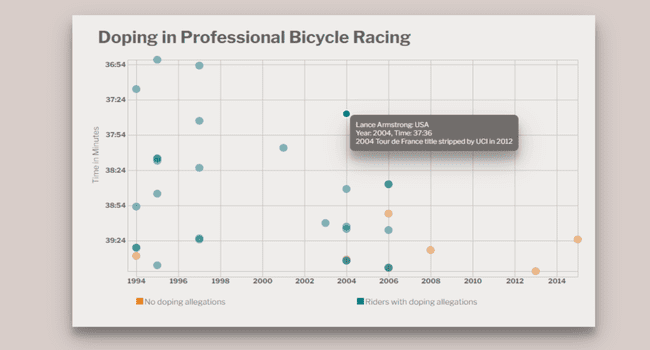 Doping in Professional Bicycle Racing
36:54
37:24
37:54
38:24
38:54
39:24
Time in Minutes
Lance Armstrong: USA
Year: 2004, Time: 37:36
2004 Tour de France title stripped by UCI in 2012
1994 1996 1998 2000 2002 2004 2006 2008 2010 2012 2014
No doping allegations
Riders with doping allegations